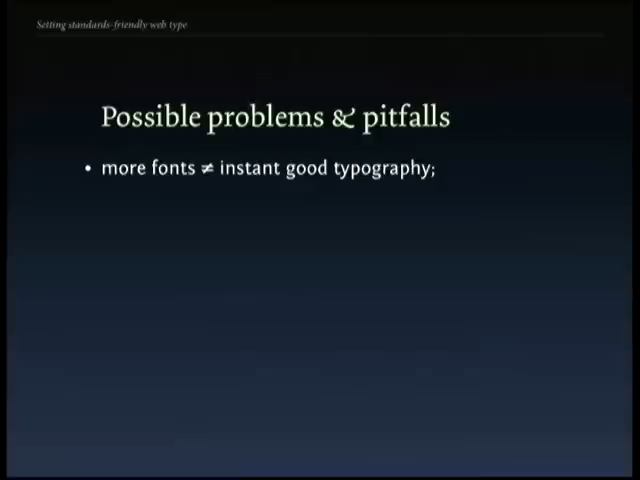 Setting standards-friendly web type
Possible problems & pitfalls
• more fonts ≠ instant good typography;